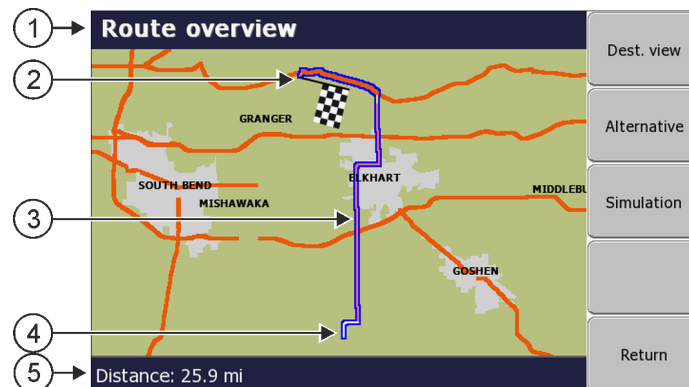 1
Route overview
Dest. view
2
GRANGER
Alternative
SOUTH BEND
MISHAWAKA
ELKHART
MIDDLEBU
Simulation
3
GOSHEN
4
Return
5
Distance: 25.9 mi